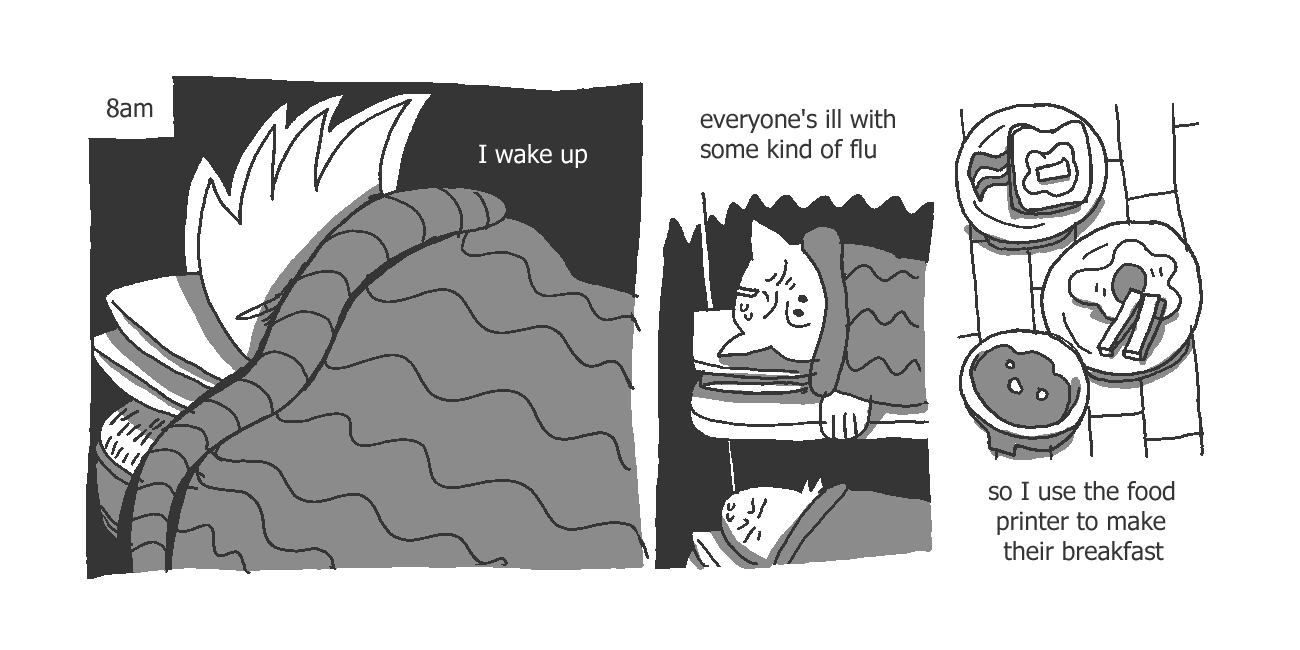 8am
I wake up
everyone's ill with
some kind of flu
so I use the food
printer to make
their breakfast